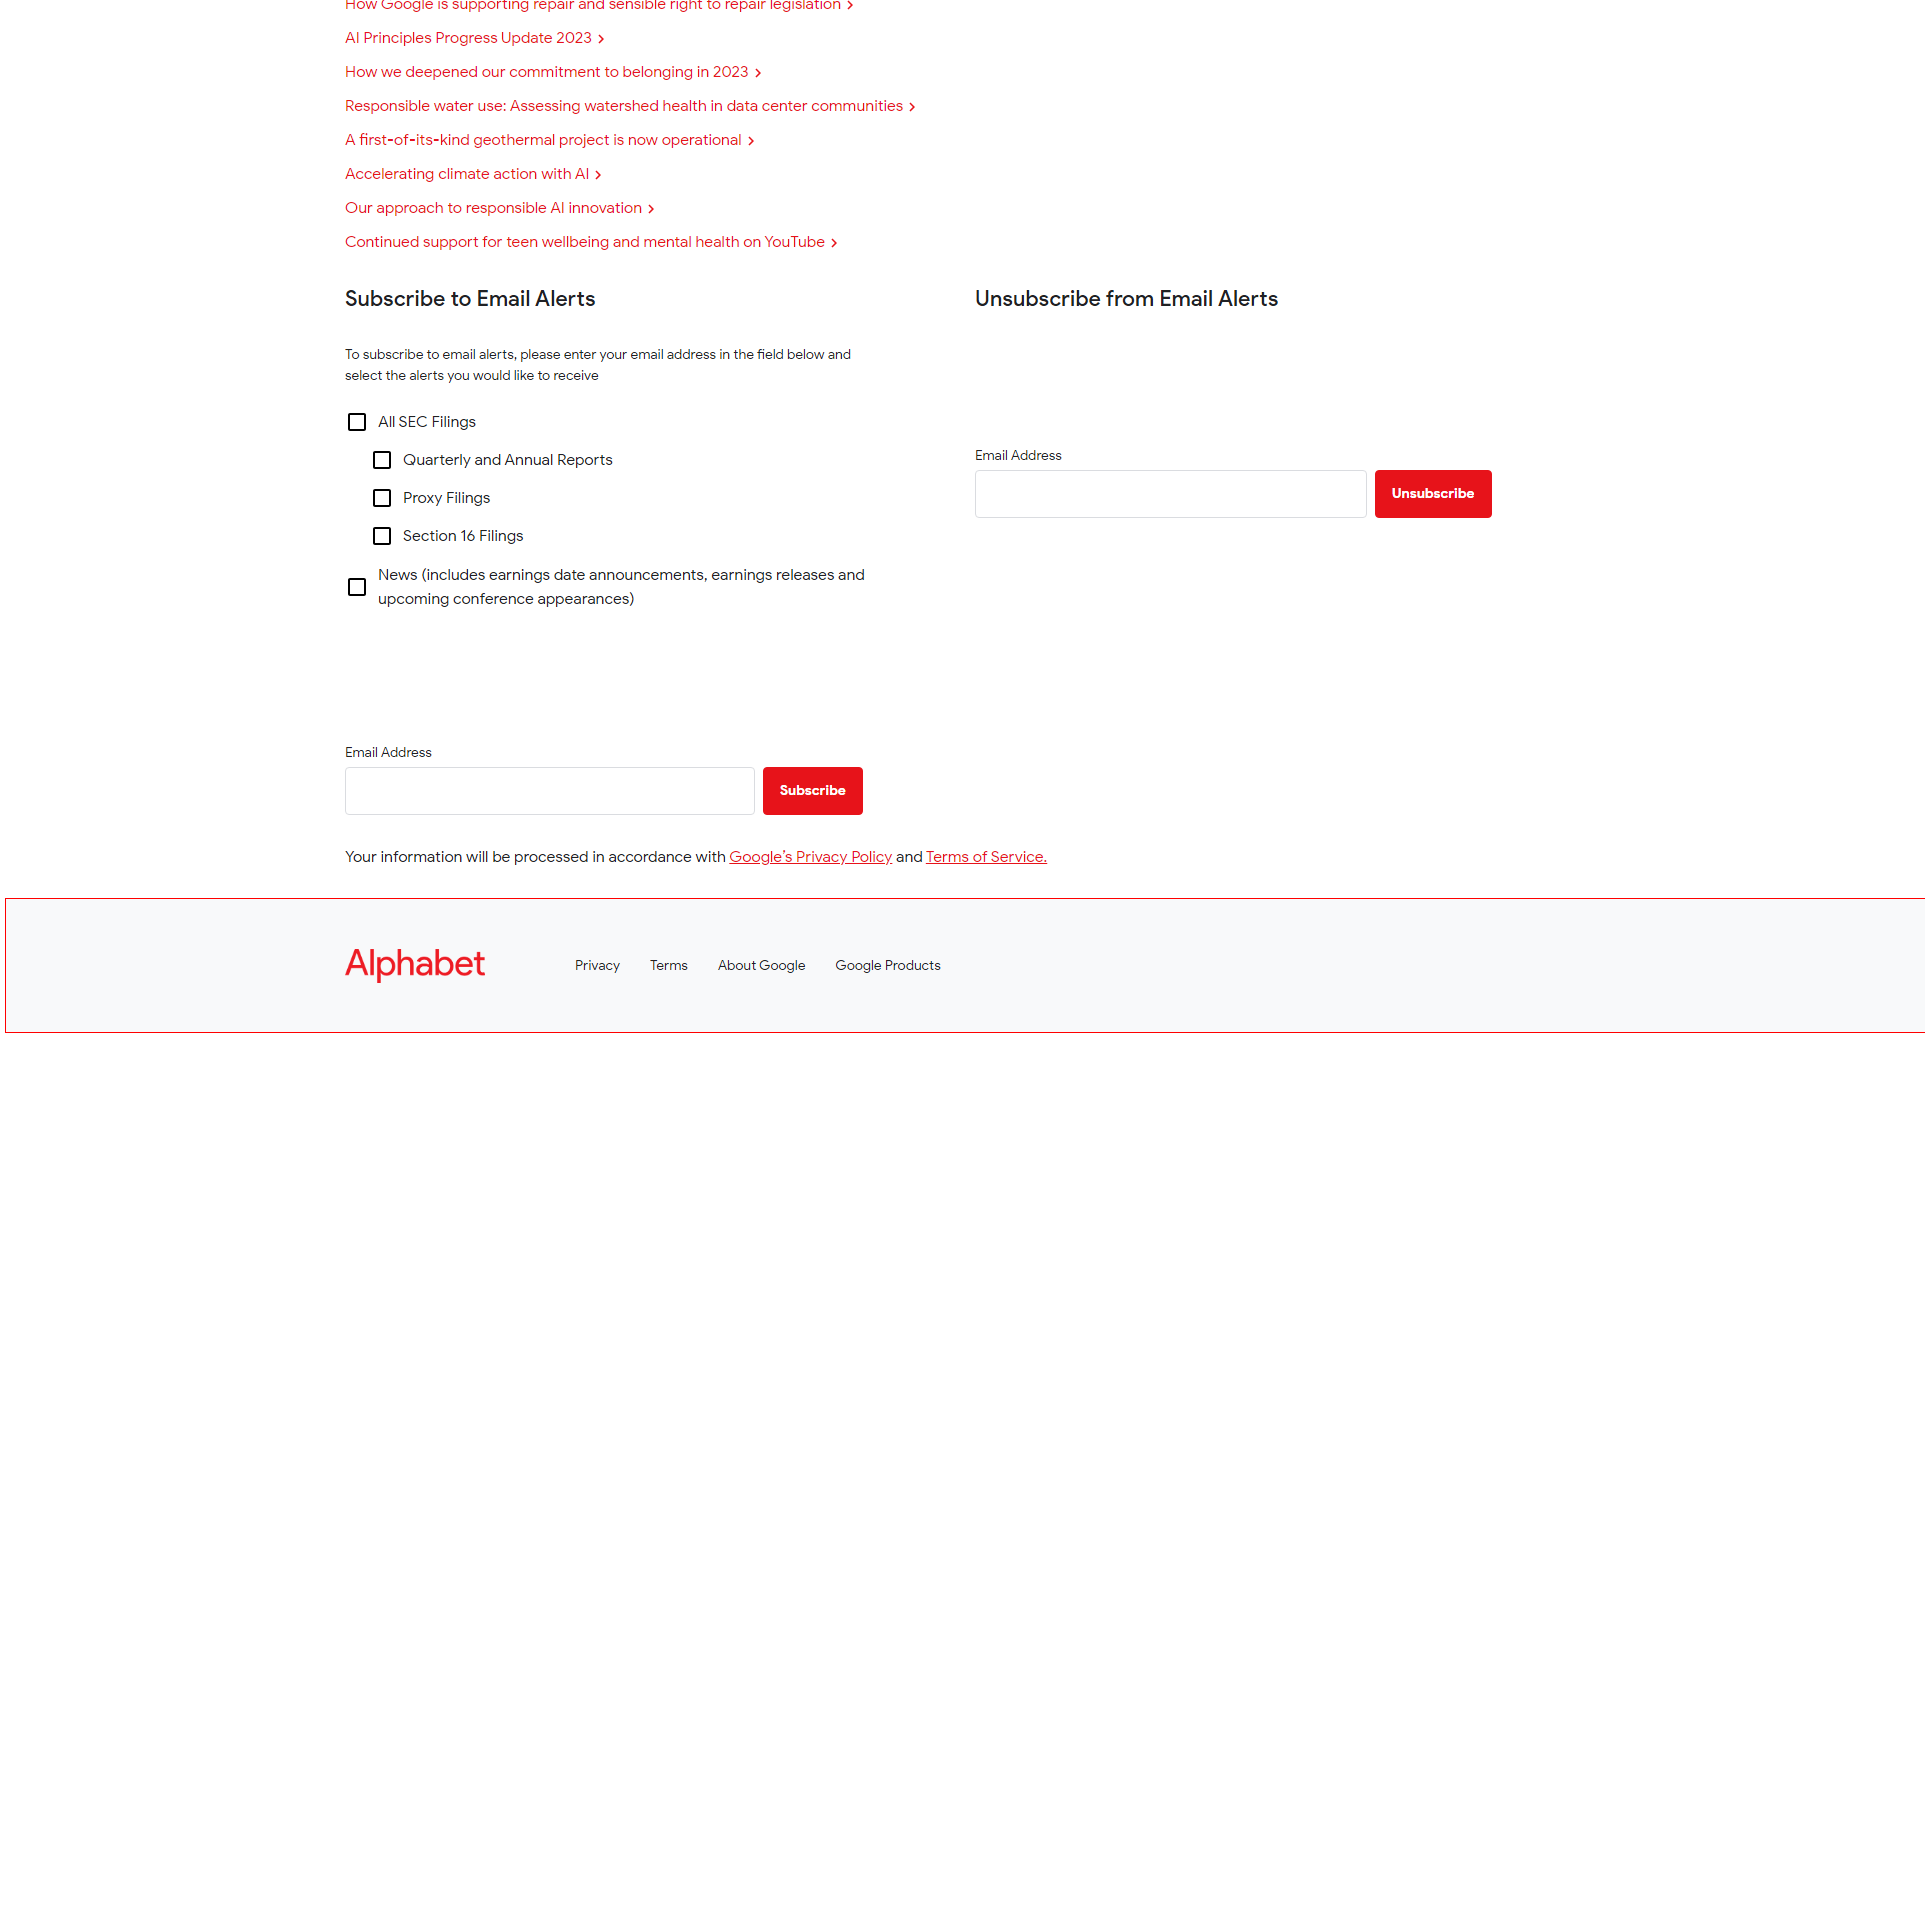 How Google is supporting repair and sensible right to repair legislation
AI Principles Progress Update 2023
How we deepened our commitment to belonging in 2023
Responsible water use: Assessing watershed health in data center communities
A first-of-its-kind geothermal project is now operational
Accelerating climate action with AI
Our approach to responsible AI innovation
Continued support for teen wellbeing and mental health on YouTube
Subscribe to Email Alerts
To subscribe to email alerts, please enter your email address in the field below and
select the alerts you would like to receive
All SEC Filings
Quarterly and Annual Reports
Proxy Filings
Section 16 Filings
News (includes earnings date announcements, earnings releases and
upcoming conference appearances)
Email Address
Subscribe
Unsubscribe from Email Alerts
Email Address
Unsubscribe
Your information will be processed in accordance with Google's Privacy Policy and Terms of Service.
Alphabet
Privacy
Terms
About Google
Google Products